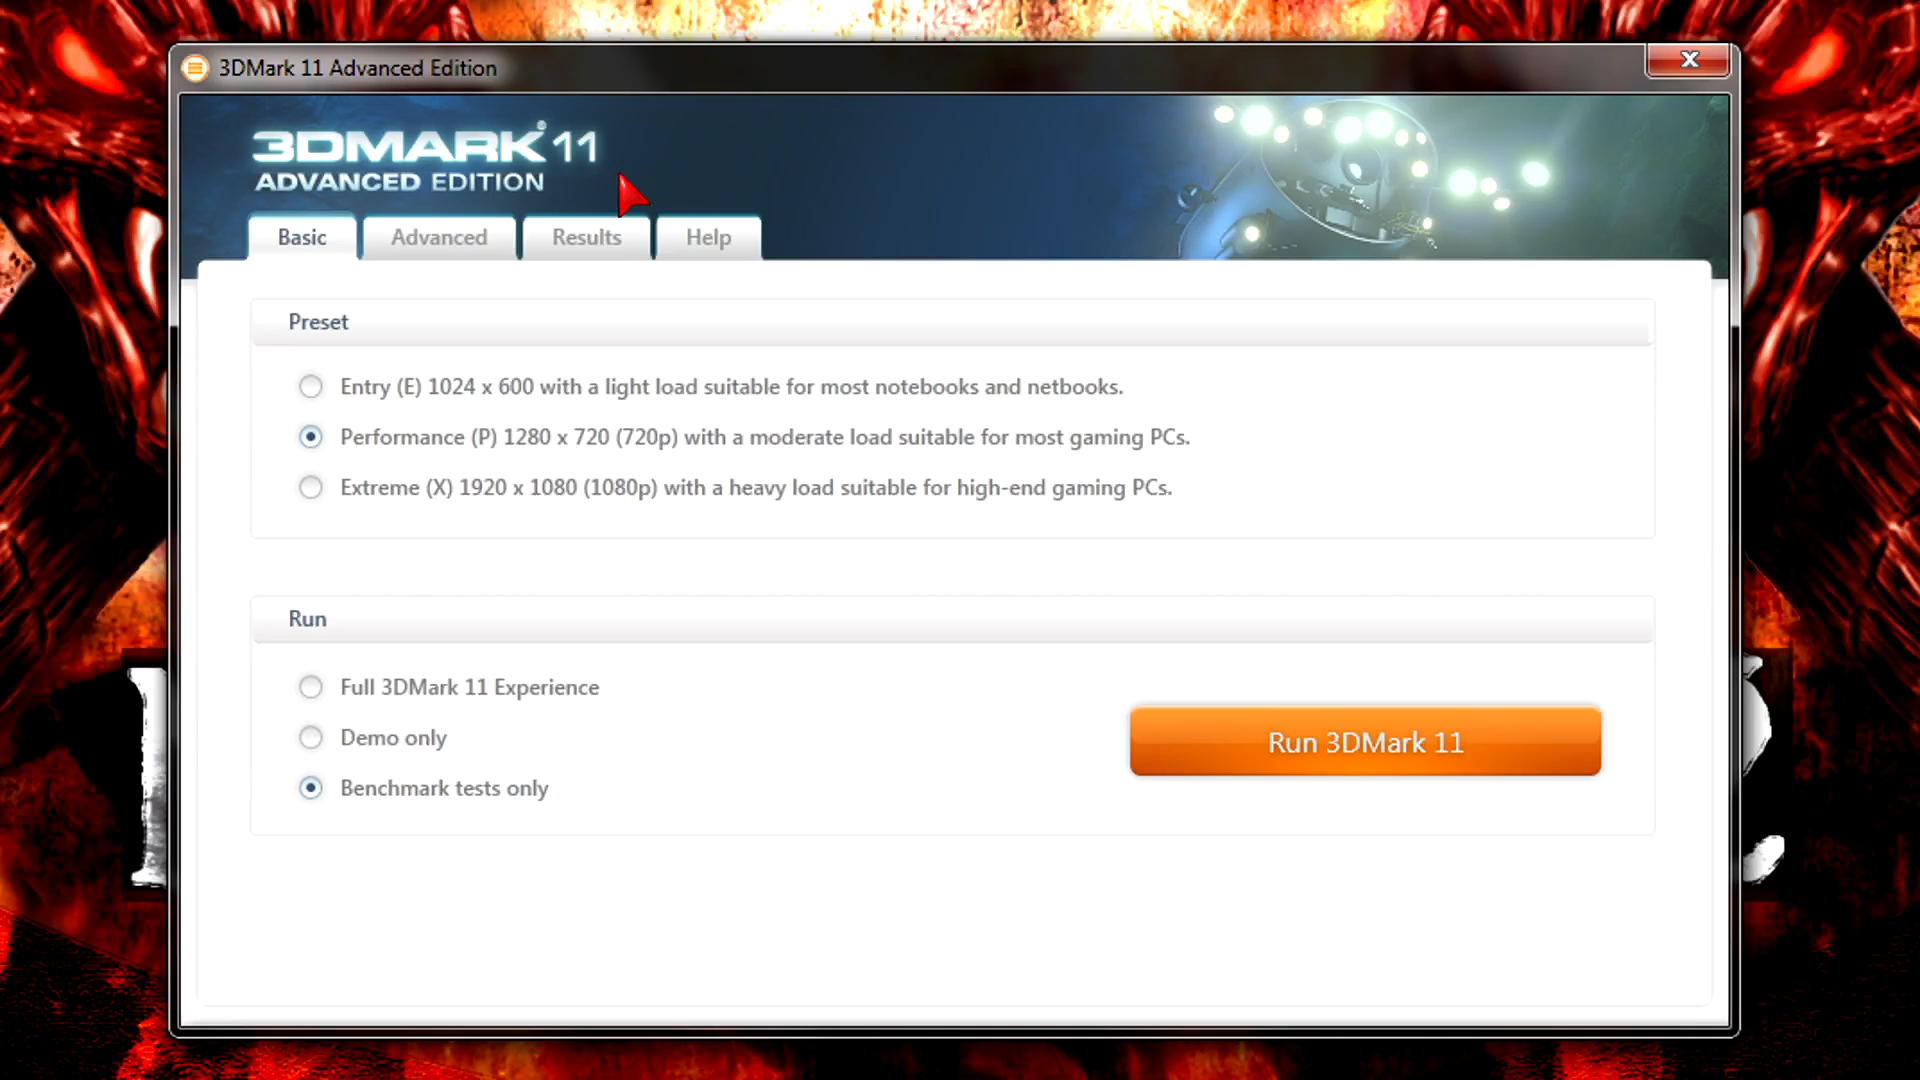 3DMark 11 Advanced Edition
3DMARK® 11
ADVANCED EDITION
Basic Advanced Results Help
Preset
Entry (E) 1024 x 600 with a light load suitable for most notebooks and netbooks.
Performance (P) 1280 x 720 (720p) with a moderate load suitable for most gaming PCs.
Extreme (X) 1920 x 1080 (1080p) with a heavy load suitable for high-end gaming PCs.
Run
Full 3DMark 11 Experience
Demo only
Run 3DMark 11
Benchmark tests only